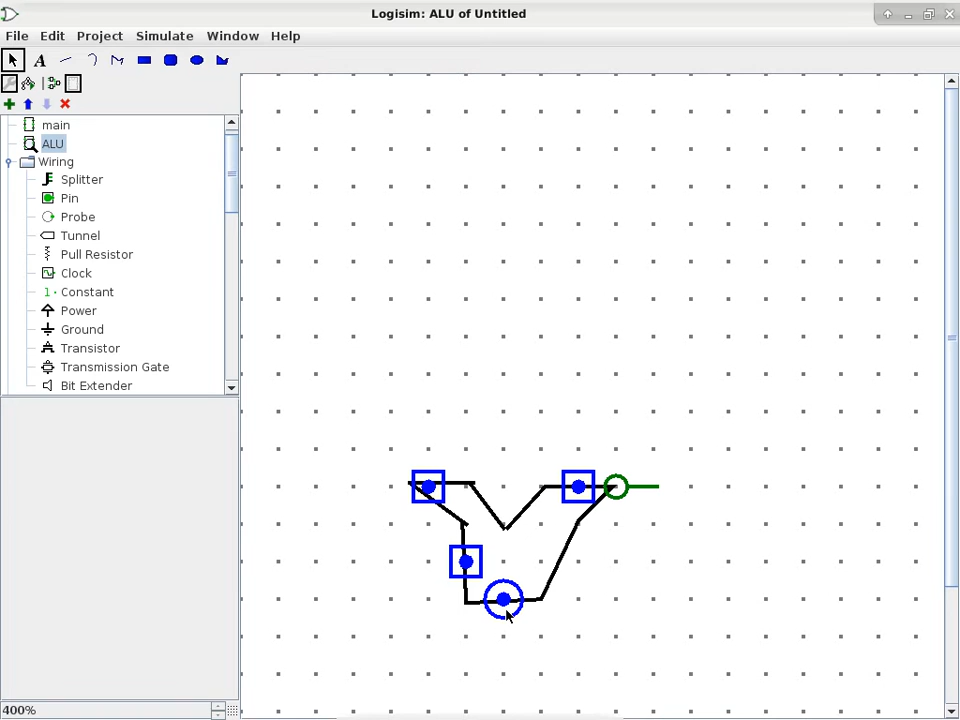 Logisim: ALU of Untitled
File Edit Project Simulate Window Help
A
main
ALU
Wiring
Splitter
Pin
Probe
Tunnel
Pull Resistor
Clock
1 Constant
Power
Ground
Transistor
Transmission Gate
Bit Extender
400%